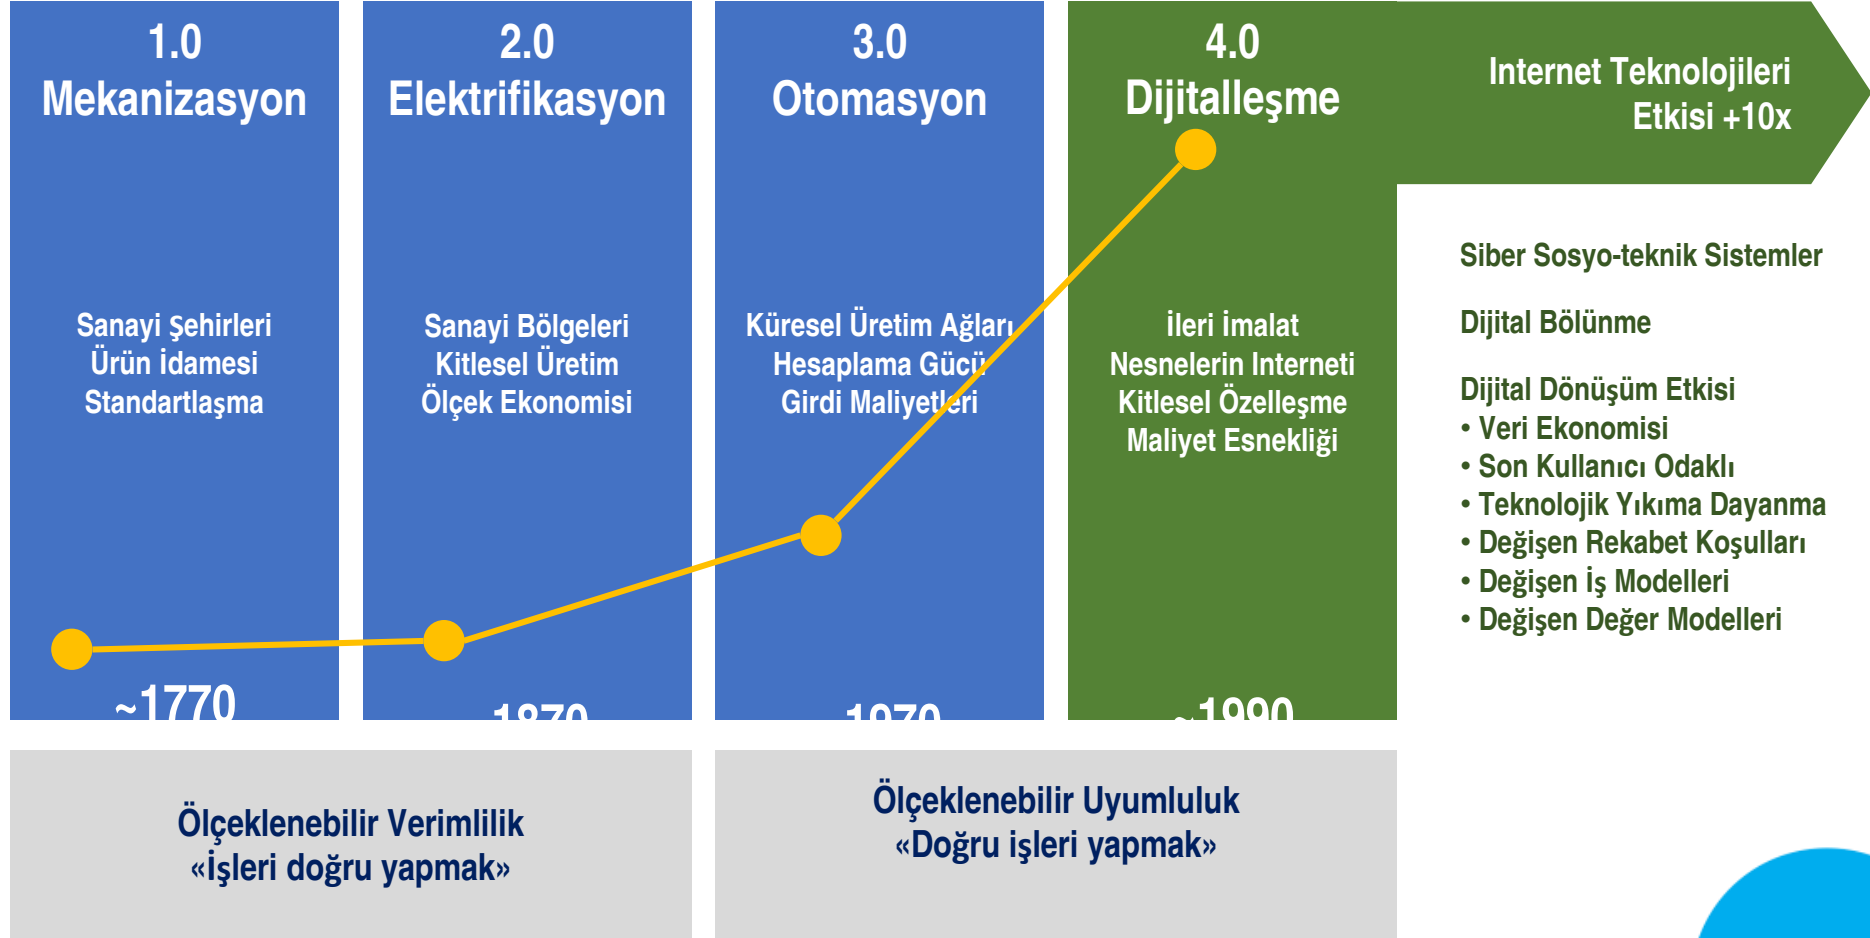 1.0
Mekanizasyon
Sanayi Şehirleri
Ürün İdamesi
Standartlaşma
~1770
2.0
Elektrifikasyon
Sanayi Bölgeleri
Kitlesel Üretim
Ölçek Ekonomisi
1870
3.0
Otomasyon
Küresel Üretim Ağları
Hesaplama Gücü
Girdi Maliyetleri
1970
4.0
Dijitalleşme
İleri İmalat
Nesnelerin Interneti
Kitlesel Özelleşme
Maliyet Esnekliği
~1990
Internet Teknolojileri
Etkisi +10x
Siber Sosyo-teknik Sistemler
Dijital Bölünme
Dijital Dönüşüm Etkisi
• Veri Ekonomisi
• Son Kullanıcı Odaklı
• Teknolojik Yıkıma Dayanma
• Değişen Rekabet Koşulları
• Değişen İş Modelleri
• Değişen Değer Modelleri
Ölçeklenebilir Verimlilik
«İşleri doğru yapmak»
Ölçeklenebilir Uyumluluk
«Doğru işleri yapmak»